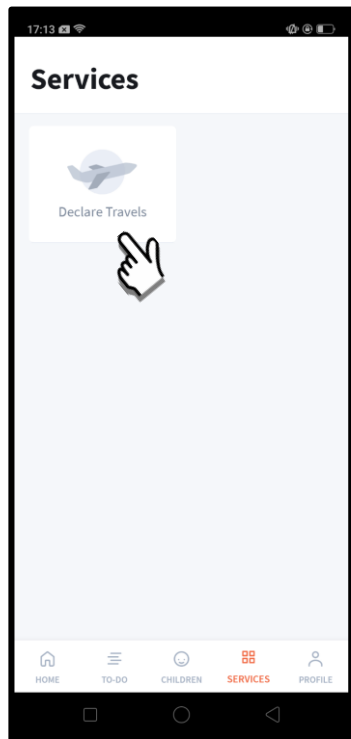 17:13
Services
Declare Travels
HOME TO-DO CHILDREN SERVICES PROFILE